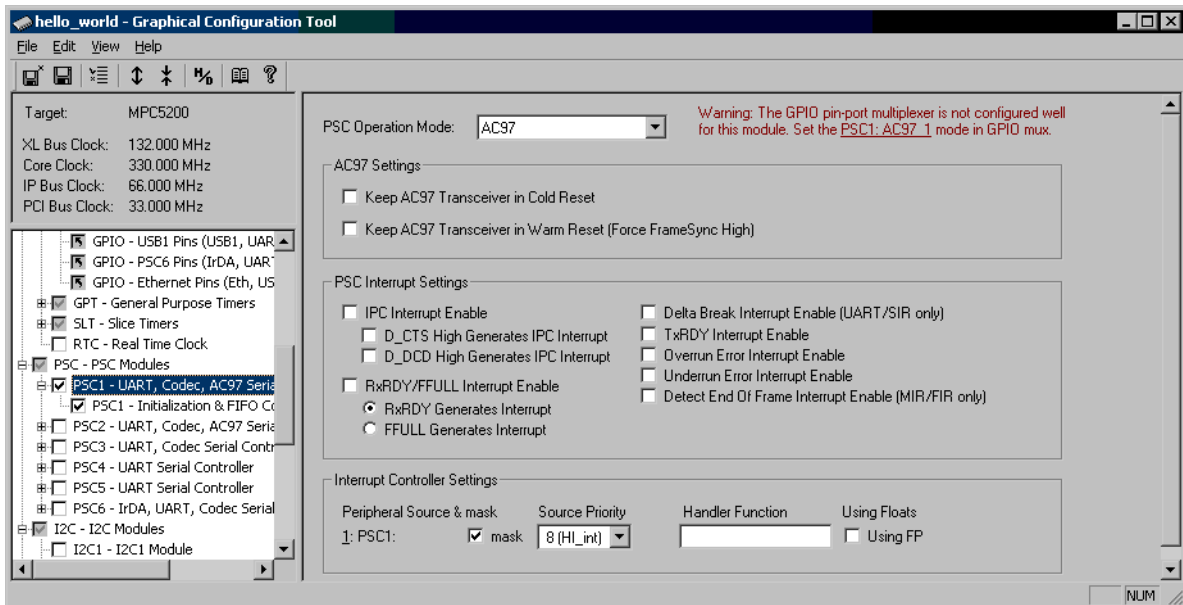 hello_world - Graphical Configuration Tool
File Edit View Help
H/D
Target: MPC5200
XL Bus Clock: 132.000 MHz
Core Clock: 330.000 MHz
IP Bus Clock: 66.000 MHz
PCI Bus Clock: 33.000 MHz
GPIO - USB1 Pins (USB1, UAR
GPIO - PSC6 Pins (IrDA, UAR
GPIO - Ethernet Pins (Eth, US
GPT - General Purpose Timers
SLT - Slice Timers
RTC - Real Time Clock
PSC - PSC Modules
PSC1 - UART, Codec, AC97 Seria
PSC1 - Initialization & FIFO Co
PSC2 - UART, Codec, AC97 Seria
PSC3 - UART, Codec Serial Contr
PSC4 - UART Serial Controller
PSC5 - UART Serial Controller
PSC6 - IrDA, UART, Codec Serial
I2C - I2C Modules
I2C1 - I2C1 Module
PSC Operation Mode: AC97
Warning: The GPIO pin-port multiplexer is not configured well
for this module. Set the PSC1: AC97_1 mode in GPIO mux.
AC97 Settings
Keep AC97 Transceiver in Cold Reset
Keep AC97 Transceiver in Warm Reset (Force FrameSync High)
PSC Interrupt Settings
IPC Interrupt Enable
D_CTS High Generates IPC Interrupt
D_DCD High Generates IPC Interrupt
RxRDY/FFULL Interrupt Enable
RxRDY Generates Interrupt
FFULL Generates Interrupt
Delta Break Interrupt Enable (UART/SIR only)
TxRDY Interrupt Enable
Overrun Error Interrupt Enable
Underrun Error Interrupt Enable
Detect End Of Frame Interrupt Enable (MIR/FIR only)
Interrupt Controller Settings
Peripheral Source & mask Source Priority Handler Function Using Floats
1: PSC1: mask 8 (HI_int) Using FP
NUM